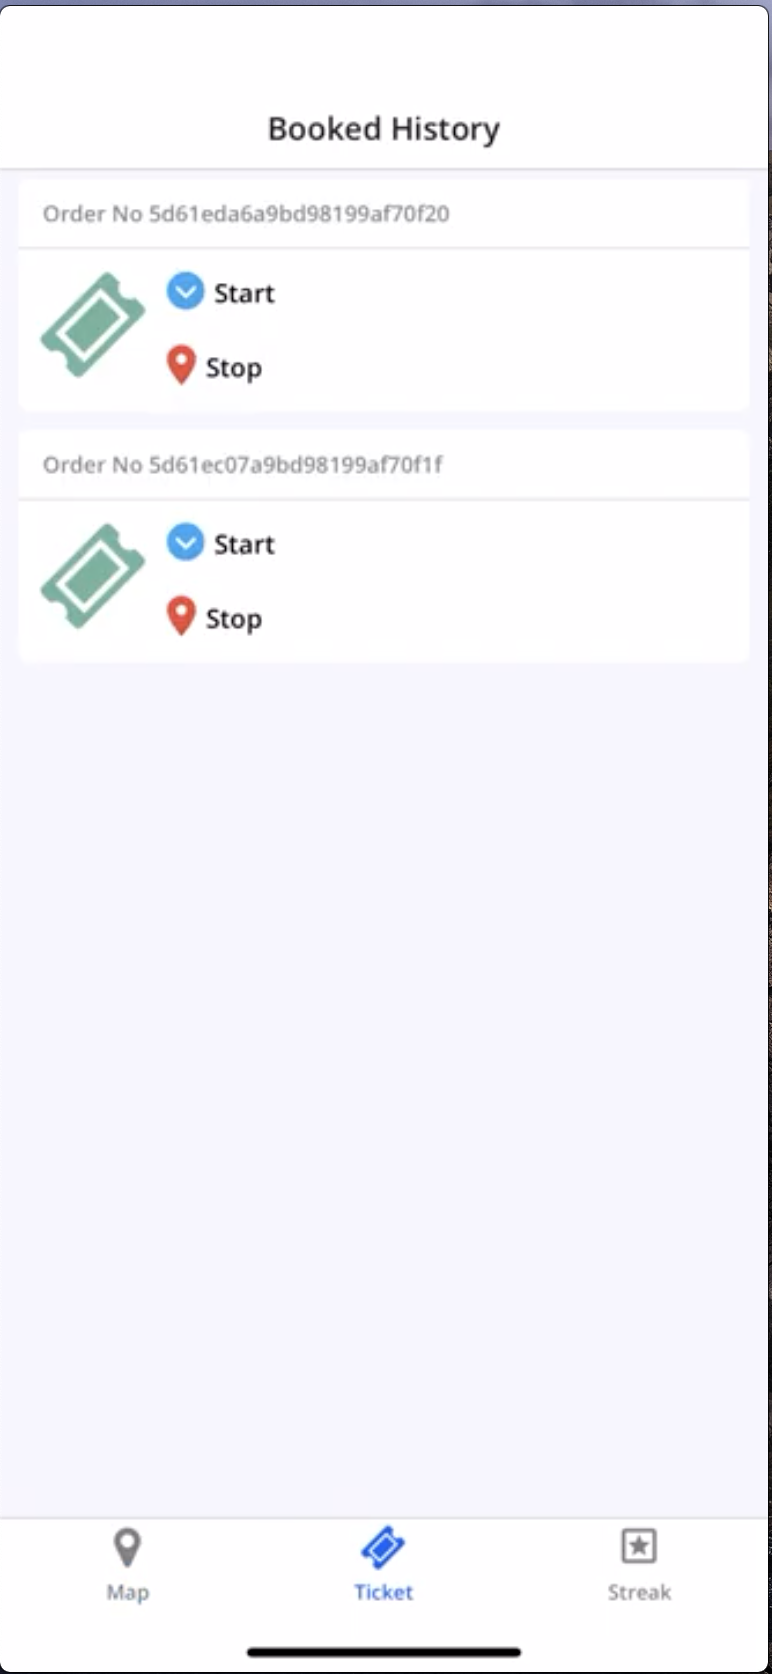 Booked History
Order No 5d61eda6a9bd98199af70f20
Start
Stop
Order No 5d61ec07a9bd98199af70f1f
Start
Stop
Map
Ticket
Streak